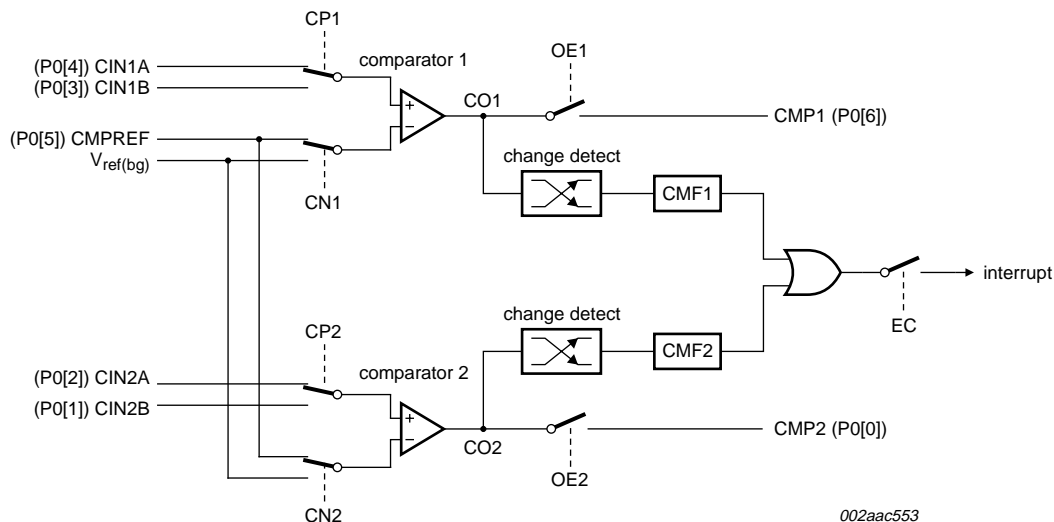 CP1
OE1
comparator 1
(P0[4]) CIN1A
(P0[3]) CIN1B
+
−
CO1
CMP1 (P0[6])
(P0[5]) CMPREF
Vref(bg)
change detect
CN1
CMF1
interrupt
EC
change detect
CP2
CMF2
comparator 2
(P0[2]) CIN2A
(P0[1]) CIN2B
+
−
CO2
CMP2 (P0[0])
OE2
CN2
002aac553